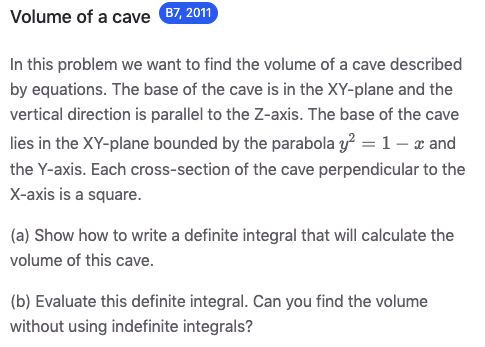 Volume of a cave B7, 2011
In this problem we want to find the volume of a cave described
by equations. The base of the cave is in the XY-plane and the
vertical direction is parallel to the Z-axis. The base of the cave
lies in the XY-plane bounded by the parabola y² = 1 − x and
the Y-axis. Each cross-section of the cave perpendicular to the
X-axis is a square.
(a) Show how to write a definite integral that will calculate the
volume of this cave.
(b) Evaluate this definite integral. Can you find the volume
without using indefinite integrals?